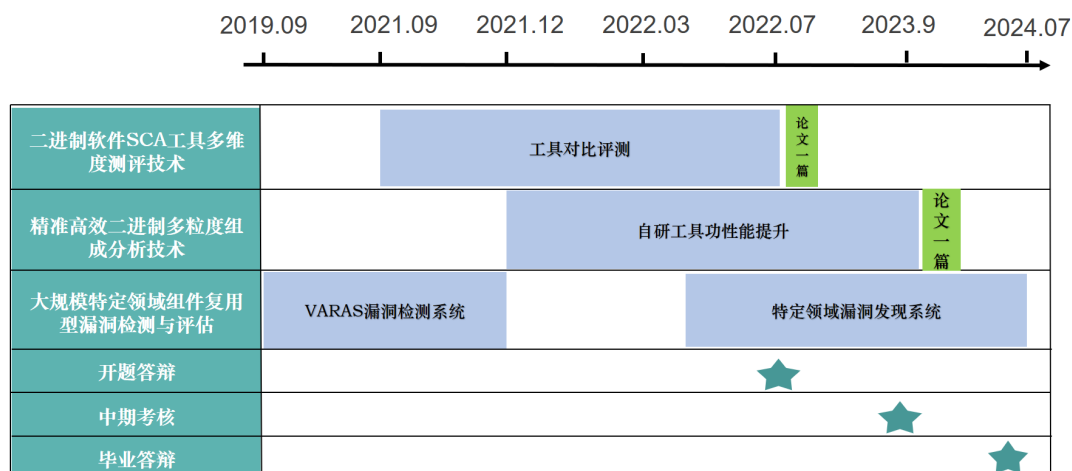 2019.09 2021.09 2021.12 2022.03 2022.07 2023.9 2024.07
二进制软件SCA工具多维
度测评技术
工具对比评测
论文一篇
精准高效二进制多粒度组
成分析技术
自研工具功性能提升
论文一篇
大规模特定领域组件复用
型漏洞检测与评估
VARAS漏洞检测系统
特定领域漏洞发现系统
开题答辩
中期考核
毕业答辩